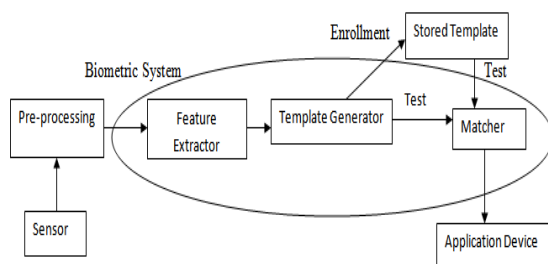 Enrollment
Stored Template
Biometric System
Test
Pre-processing
Feature
Extractor
Template Generator
Test
Matcher
Sensor
Application Device